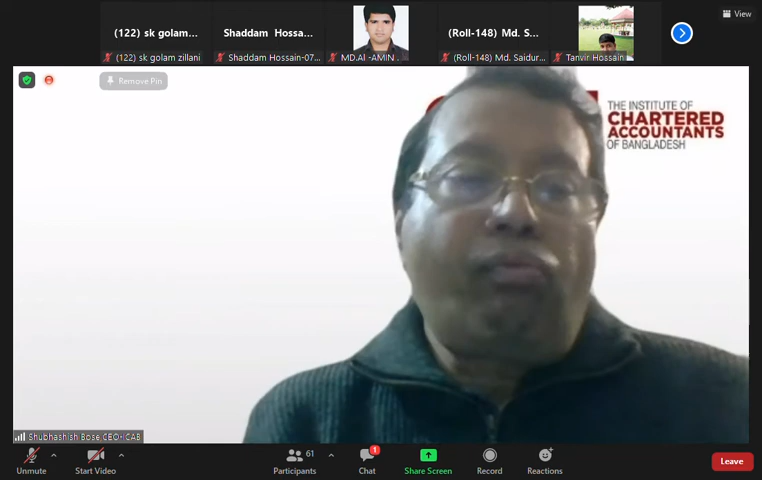 View
(122) sk golam...
Shaddam Hossa...
(Roll-148) Md. S...
(122) sk golam zillani
Shaddam Hossain-07...
MD.Al -AMIN .
(Roll-148) Md. Saidur...
Tanvir Hossain
Remove Pin
THE INSTITUTE OF
CHARTERED
ACCOUNTANTS
OF BANGLADESH
Shubhashish Bose.CEO-ICAB
61
1
Unmute
Start Video
Participants
Chat
Share Screen
Record
Reactions
Leave